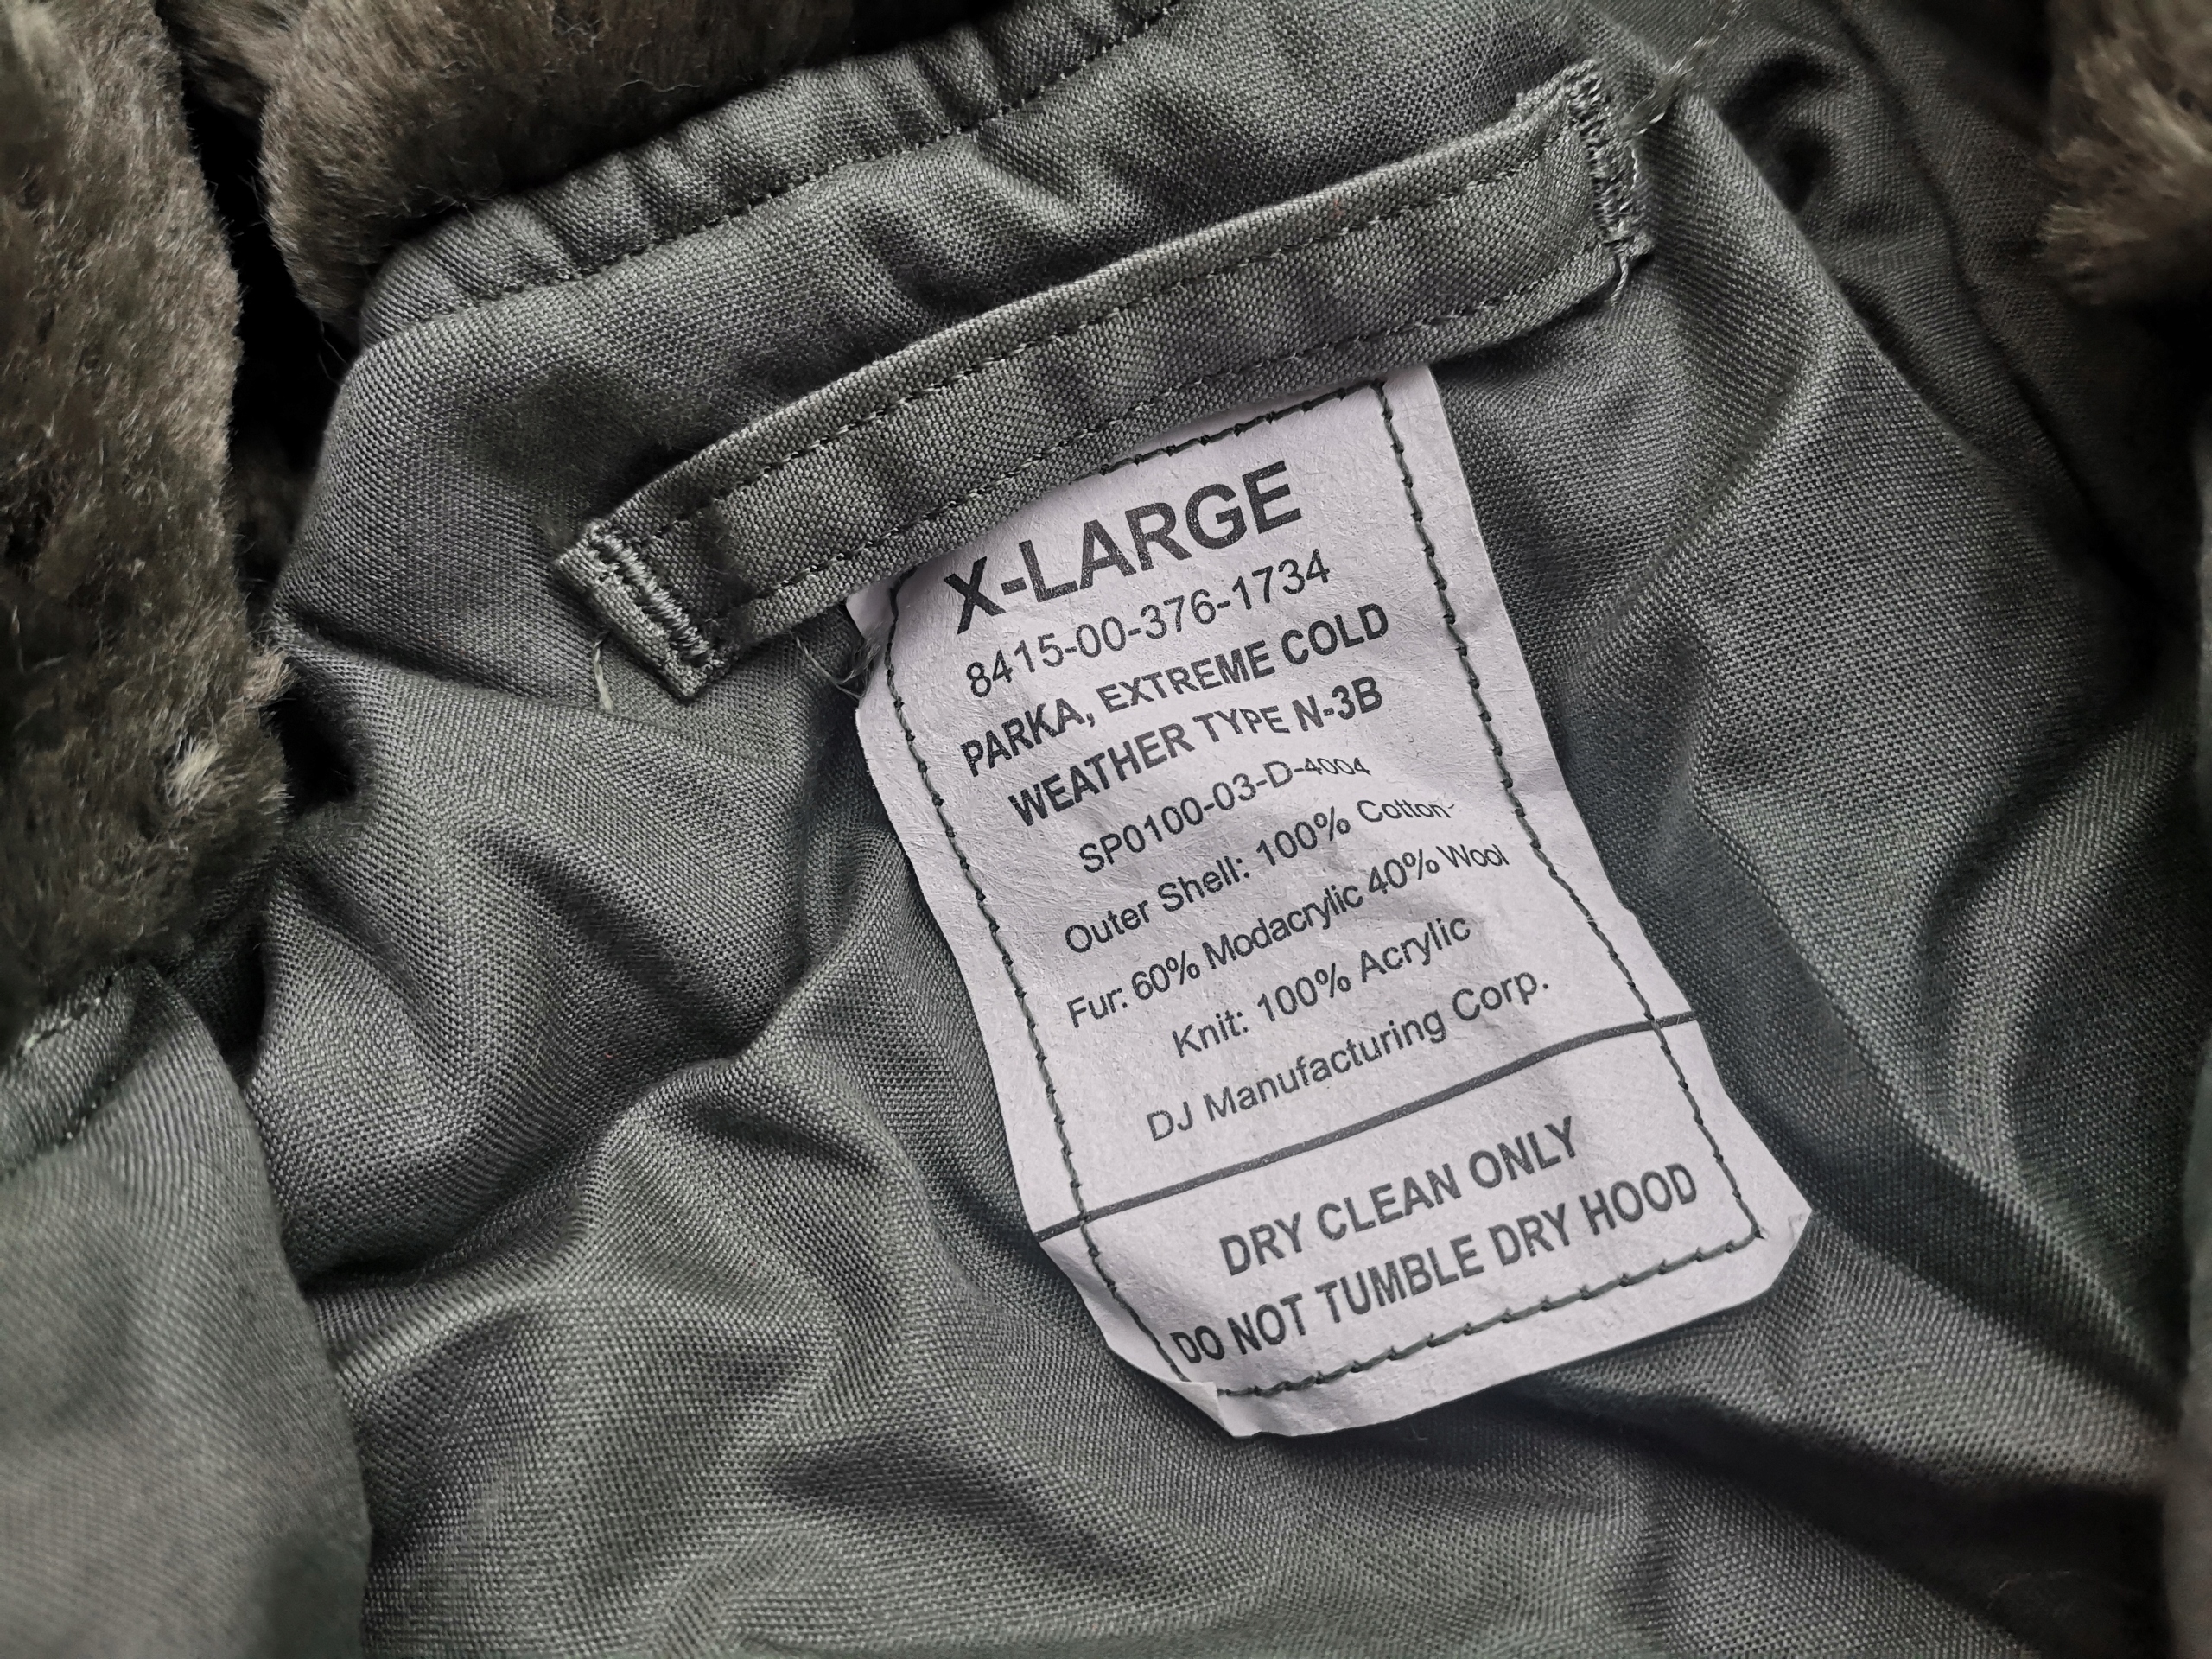 X-LARGE
8415-00-376-1734
PARKA, EXTREME COLD
WEATHER TYPE N-3B
SP0100-03-D-4004
Outer Shell: 100% Cotton
Fur: 60% Modacrylic 40% Wool
Knit: 100% Acrylic
DJ Manufacturing Corp.
DRY CLEAN ONLY
DO NOT TUMBLE DRY HOOD